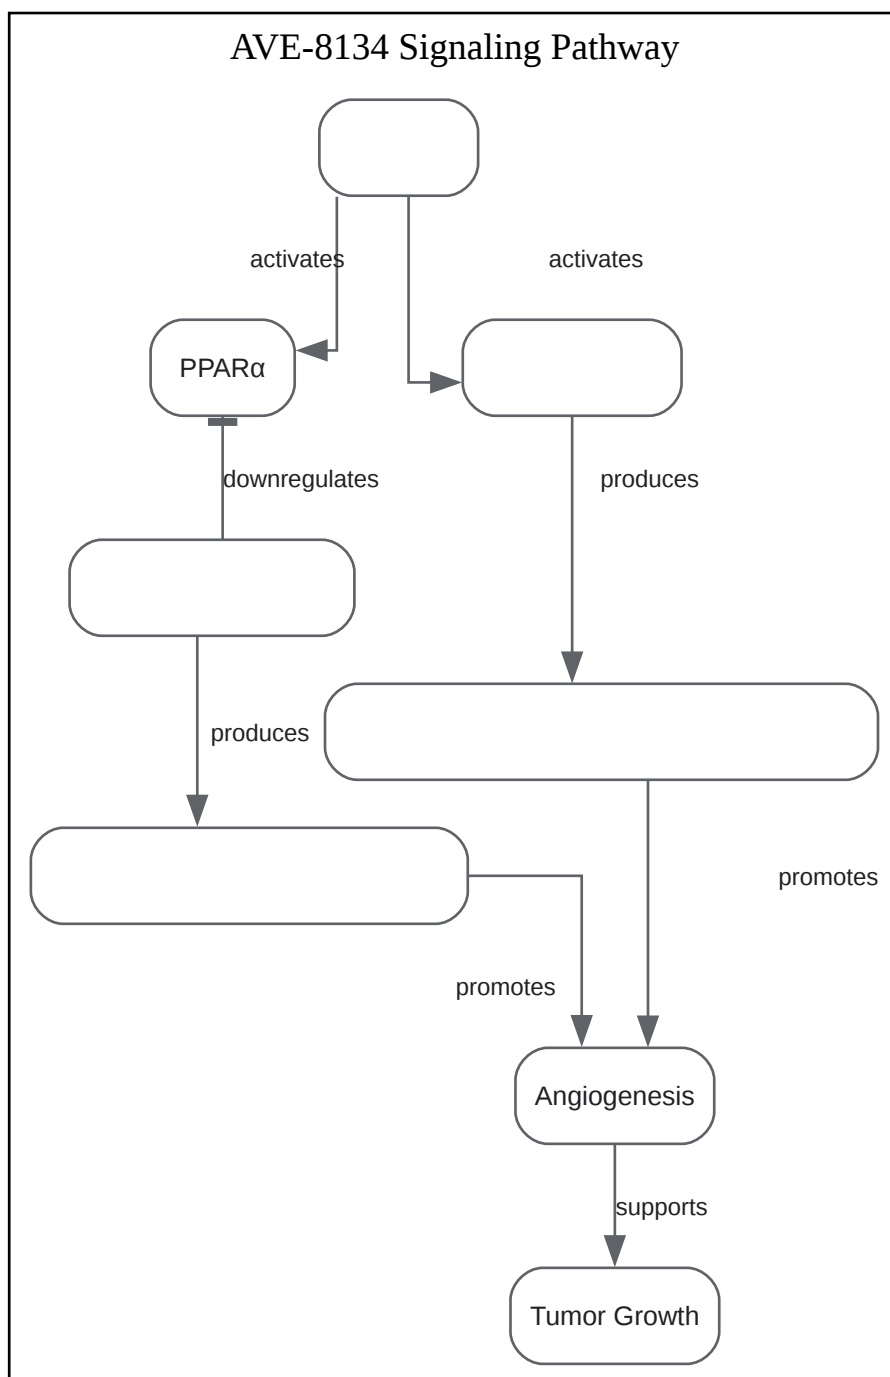 AVE-8134 Signaling Pathway
activates
activates
PPARα
downregulates
produces
produces
promotes
promotes
Angiogenesis
supports
Tumor Growth